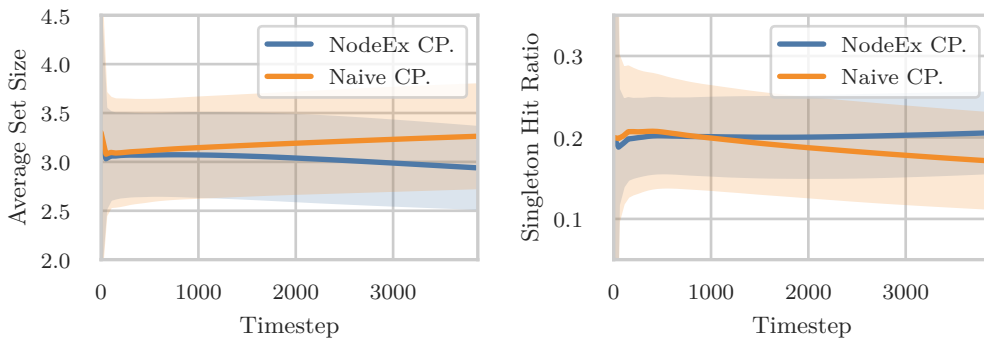 Average Set Size
4.5
4.0
3.5
3.0
2.5
2.0
0
1000
2000
3000
Timestep
NodeEx CP.
Naive CP.
Singleton Hit Ratio
0.3
0.2
0.1
0
1000
2000
3000
Timestep
NodeEx CP.
Naive CP.